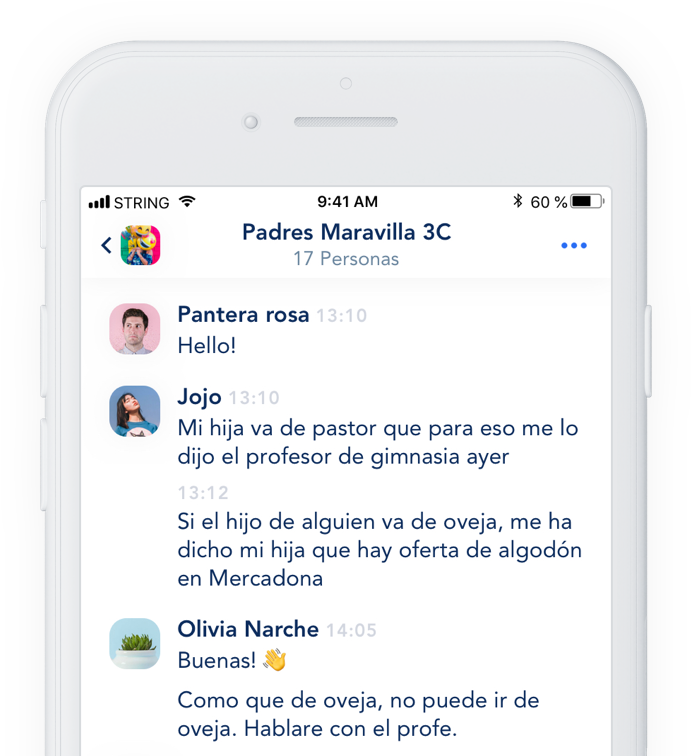 STRING
9:41 AM
60 %
Padres Maravilla 3C
17 Personas
Pantera rosa 13:10
Hello!
Jojo 13:10
Mi hija va de pastor que para eso me lo
dijo el profesor de gimnasia ayer
13:12
Si el hijo de alguien va de oveja, me ha
dicho mi hija que hay oferta de algodón
en Mercadona
Olivia Narche 14:05
Buenas! 👋
Como que de oveja, no puede ir de
oveja. Hablare con el profe.